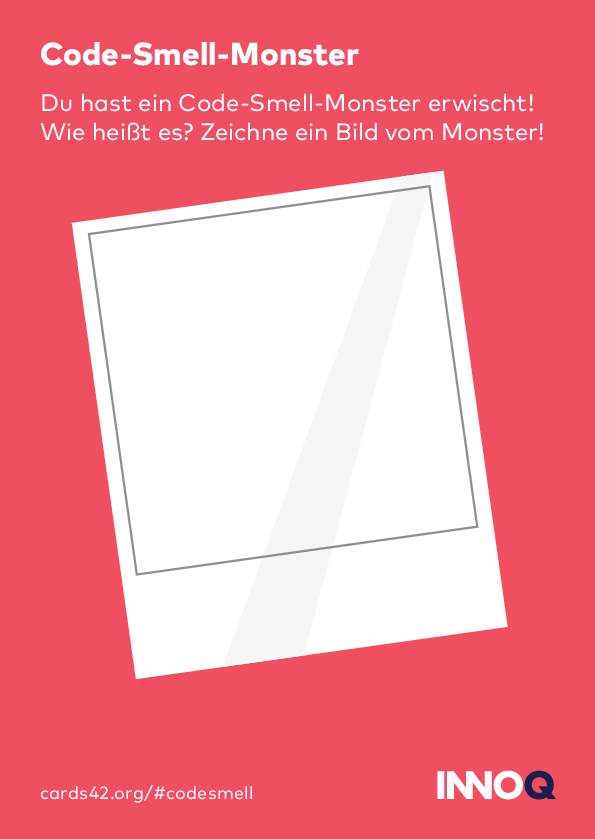 Code-Smell-Monster
Du hast ein Code-Smell-Monster erwischt!
Wie heißt es? Zeichne ein Bild vom Monster!
cards42.org/#codesmell
INNOQ